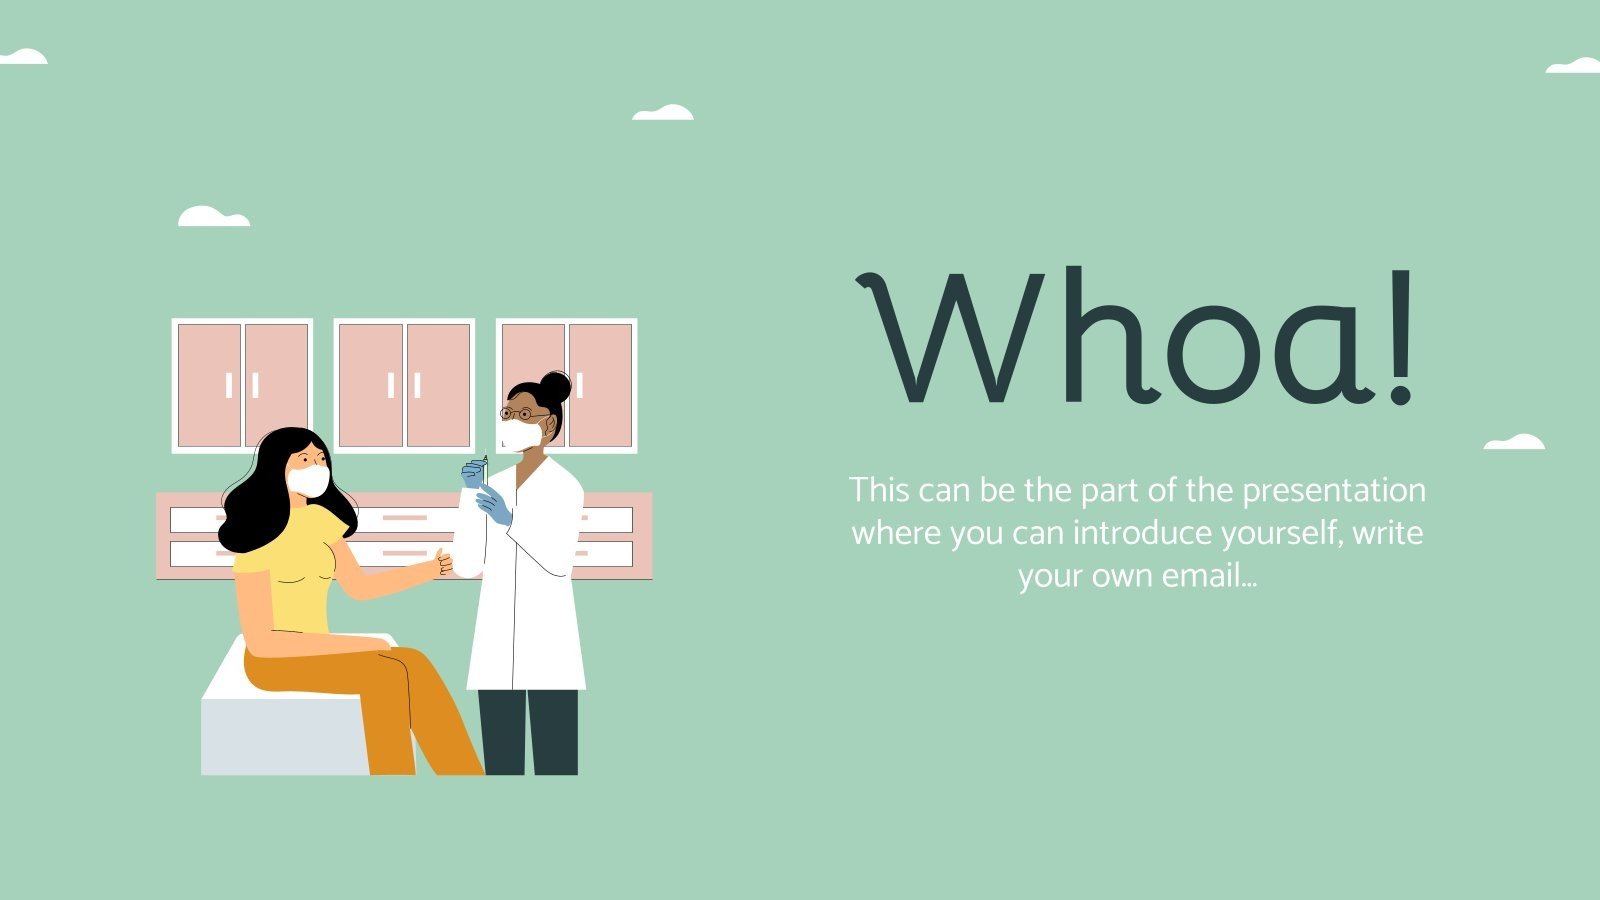 Whoa!
This can be the part of the presentation
where you can introduce yourself, write
your own email...